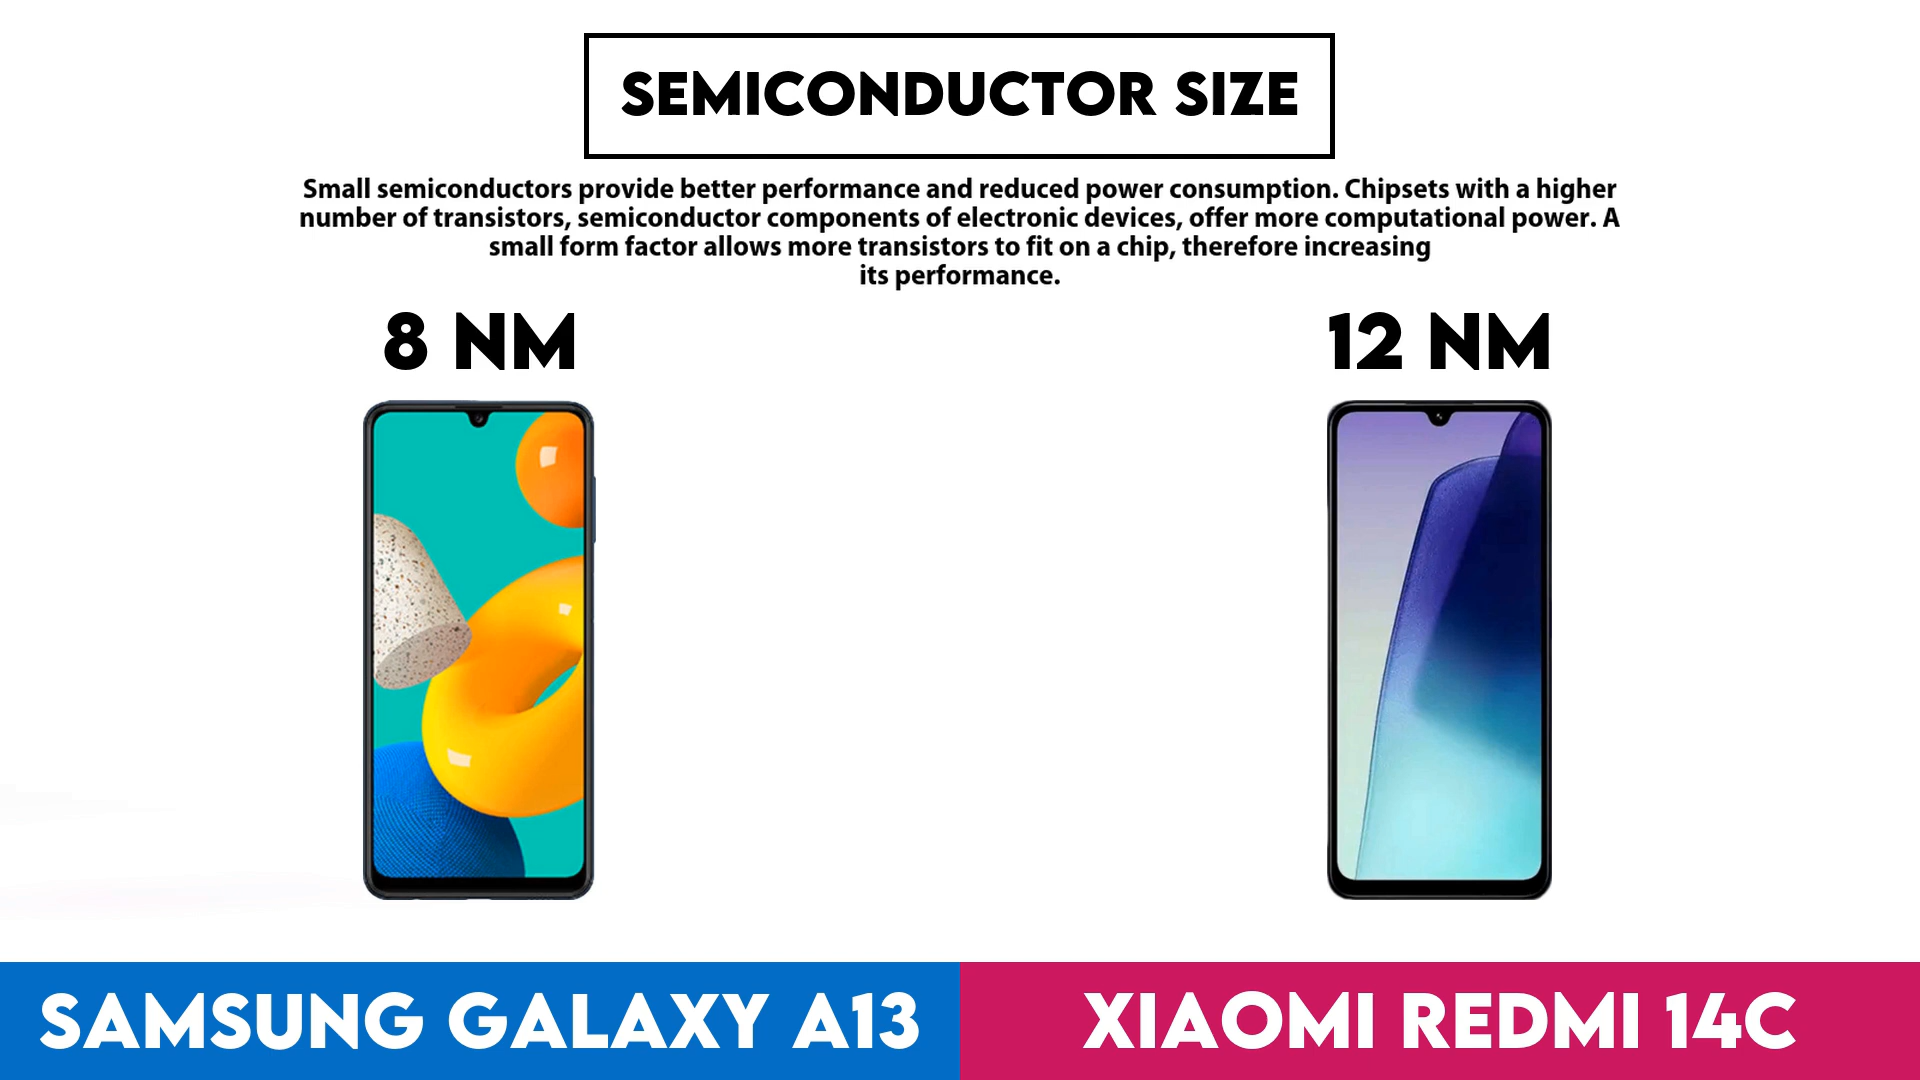 SEMICONDUCTOR SIZE
Small semiconductors provide better performance and reduced power consumption. Chipsets with a higher
number of transistors, semiconductor components of electronic devices, offer more computational power. A
small form factor allows more transistors to fit on a chip, therefore increasing
its performance.
8 NM
12 NM
SAMSUNG GALAXY A13
XIAOMI REDMI 14C